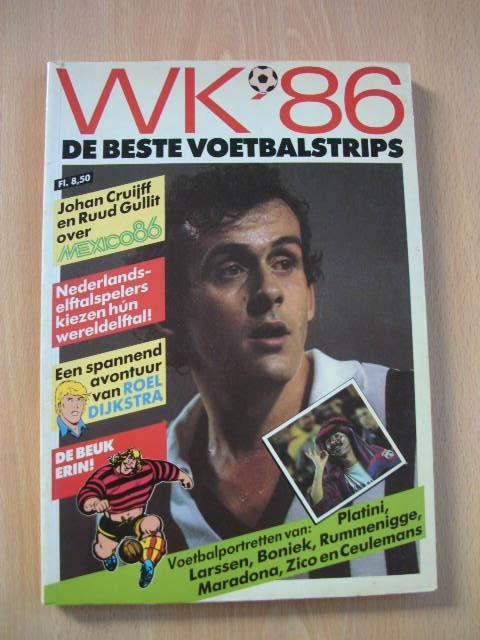 WK'86
DE BESTE VOETBALSTRIPS
Fl. 8,50
Johan Cruijff
en Ruud Gullit
over
MEXICO86
Nederlands-
elftalspelers
kiezen hún
wereldelftal!
Een spannend
avontuur
van ROEL
DIJKSTRA
DE BEUK
ERIN!
Voetbalportretten van: Platini,
Larssen, Boniek, Rummenigge,
Maradona, Zico en Ceulemans